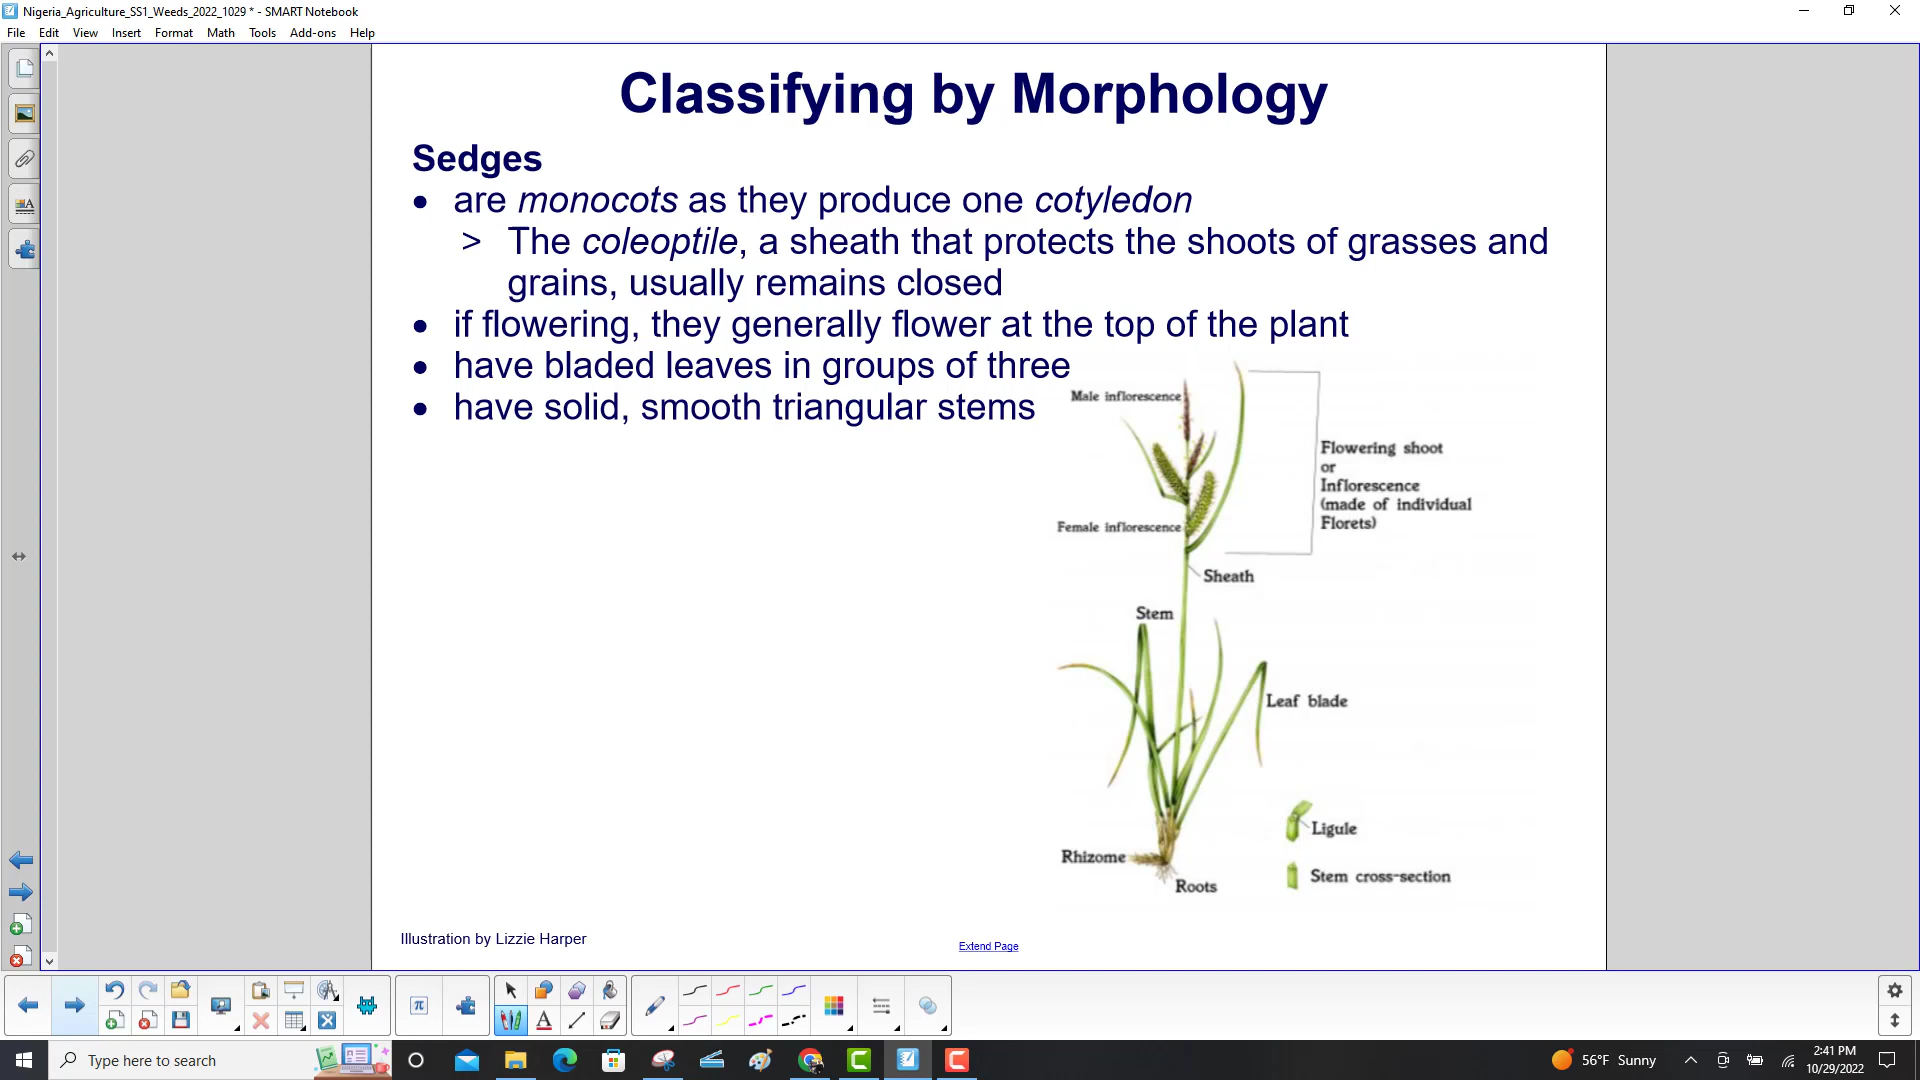 Nigeria_Agriculture_SS1_Weeds_2022_1029 * - SMART Notebook
File Edit View Insert Format Math Tools Add-ons Help
Classifying by Morphology
Sedges
• are monocots as they produce one cotyledon
> The coleoptile, a sheath that protects the shoots of grasses and
grains, usually remains closed
• if flowering, they generally flower at the top of the plant
• have bladed leaves in groups of three
• have solid, smooth triangular stems
Male inflorescence
Flowering shoot
or
Inflorescence
(made of individual
Florets)
Female inflorescence
Sheath
Stem
Leaf blade
Ligule
Rhizome
Stem cross-section
Roots
Illustration by Lizzie Harper
Extend Page
Type here to search
56°F Sunny
2:41 PM
10/29/2022